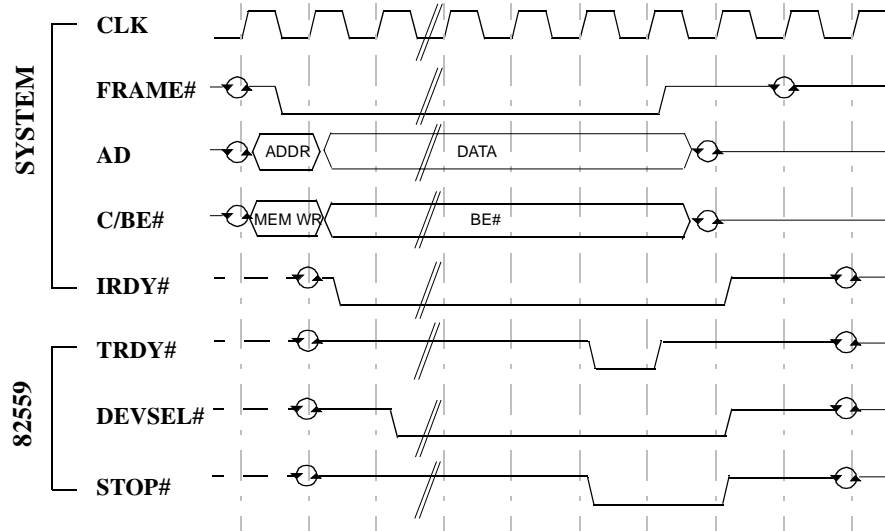 SYSTEM
CLK
FRAME#
AD
ADDR
DATA
C/BE#
MEM WR
BE#
IRDY#
82559
TRDY#
DEVSEL#
STOP#